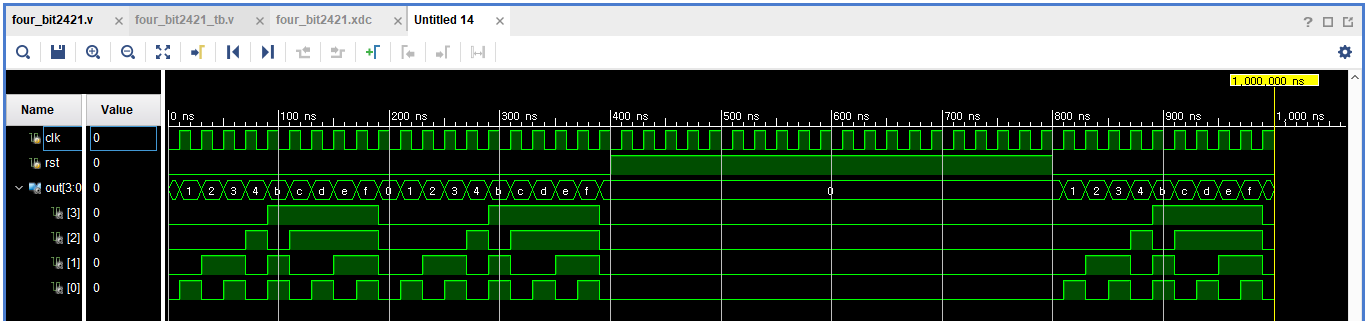 four_bit2421.v × four_bit2421_tb.v × four_bit2421.xdc × Untitled 14 ×
?
1,000,000 ns
Name Value
0 ns 100 ns 200 ns 300 ns 400 ns 500 ns 600 ns 700 ns 800 ns 900 ns 1,000 ns
clk 0
rst 0
out[3:0 0 1 2 3 4 b c d e f 0 1 2 3 4 b c d e f 0 1 2 3 4 b c d e f
[3] 0
[2] 0
[1] 0
[0] 0